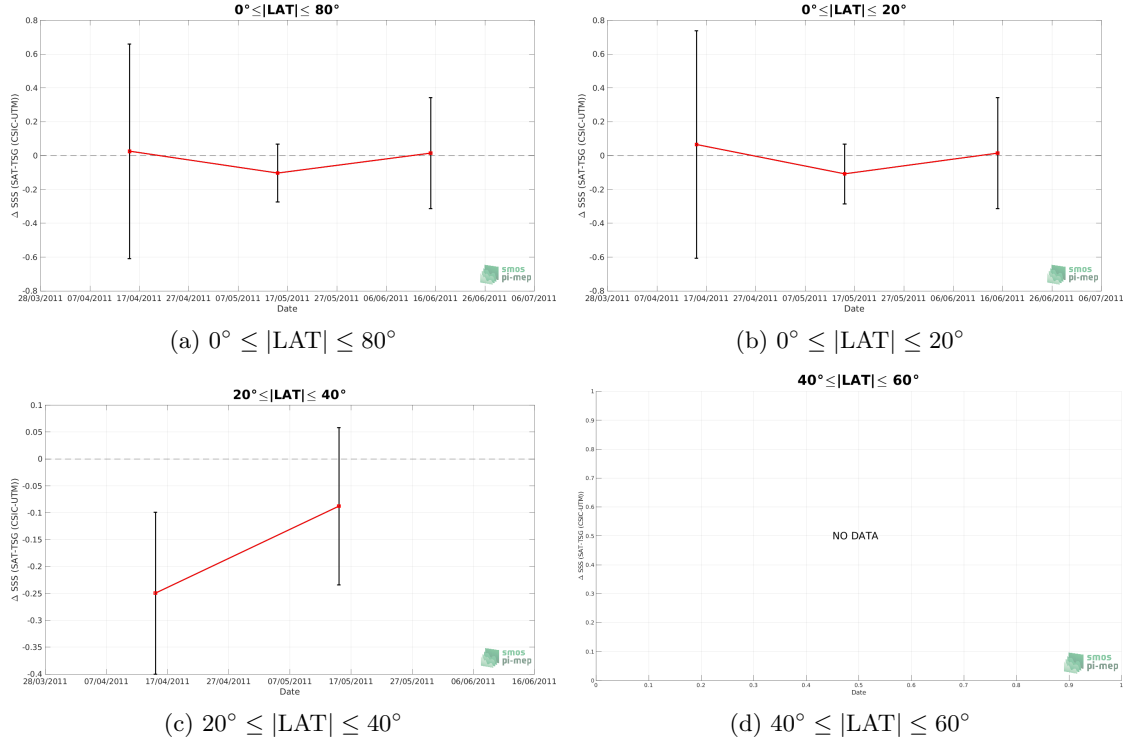 0°≤|LAT|≤ 80°
Δ SSS (SAT-TSG (CSIC-UTM))
0.8
0.6
0.4
0.2
0
-0.2
-0.4
-0.6
-0.8
28/03/2011 07/04/2011 17/04/2011 27/04/2011 07/05/2011 17/05/2011 27/05/2011 06/06/2011 16/06/2011 26/06/2011 06/07/2011
Date
smos
pi-mep
(a) 0° ≤ |LAT| ≤ 80°
0°≤|LAT|≤ 20°
Δ SSS (SAT-TSG (CSIC-UTM))
0.8
0.6
0.4
0.2
0
-0.2
-0.4
-0.6
-0.8
28/03/2011 07/04/2011 17/04/2011 27/04/2011 07/05/2011 17/05/2011 27/05/2011 06/06/2011 16/06/2011 26/06/2011 06/07/2011
Date
smos
pi-mep
(b) 0° ≤ |LAT| ≤ 20°
20°≤|LAT|≤ 40°
Δ SSS (SAT-TSG (CSIC-UTM))
0.1
0.05
0
-0.05
-0.1
-0.15
-0.2
-0.25
-0.3
-0.35
-0.4
28/03/2011 07/04/2011 17/04/2011 27/04/2011 07/05/2011 17/05/2011 27/05/2011 06/06/2011 16/06/2011
Date
smos
pi-mep
(c) 20° ≤ |LAT| ≤ 40°
40°≤|LAT|≤ 60°
Δ SSS (SAT-TSG (CSIC-UTM))
1
0.9
0.8
0.7
0.6
0.5
0.4
0.3
0.2
0.1
0
NO DATA
0 0.1 0.2 0.3 0.4 0.5 0.6 0.7 0.8 0.9 1
Date
smos
pi-mep
(d) 40° ≤ |LAT| ≤ 60°